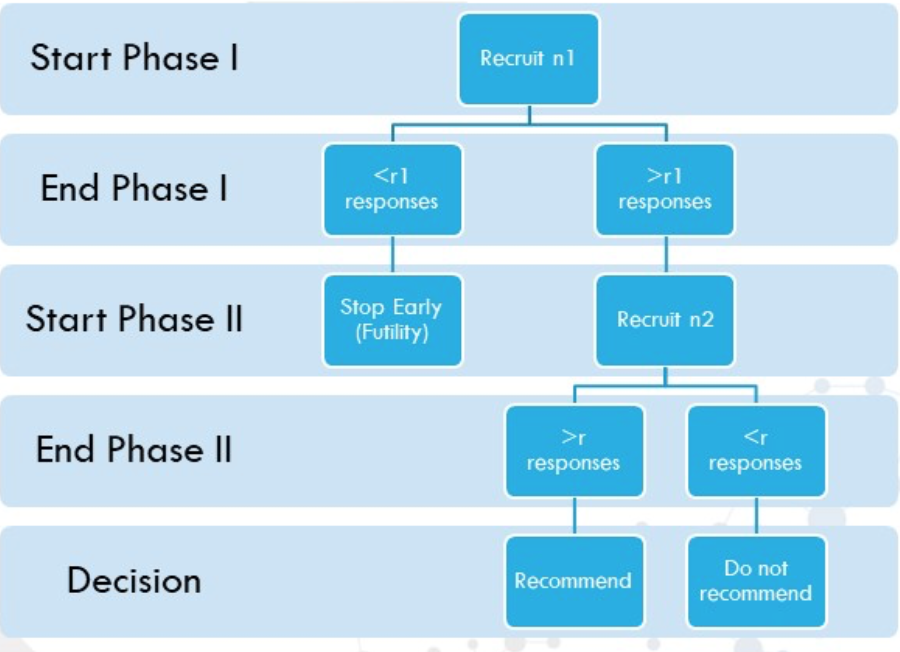 Start Phase I
Recruit n1
End Phase I
<r1
responses
>r1
responses
Start Phase II
Stop Early
(Futility)
Recruit n2
End Phase II
>r
responses
<r
responses
Decision
Recommend
Do not
recommend